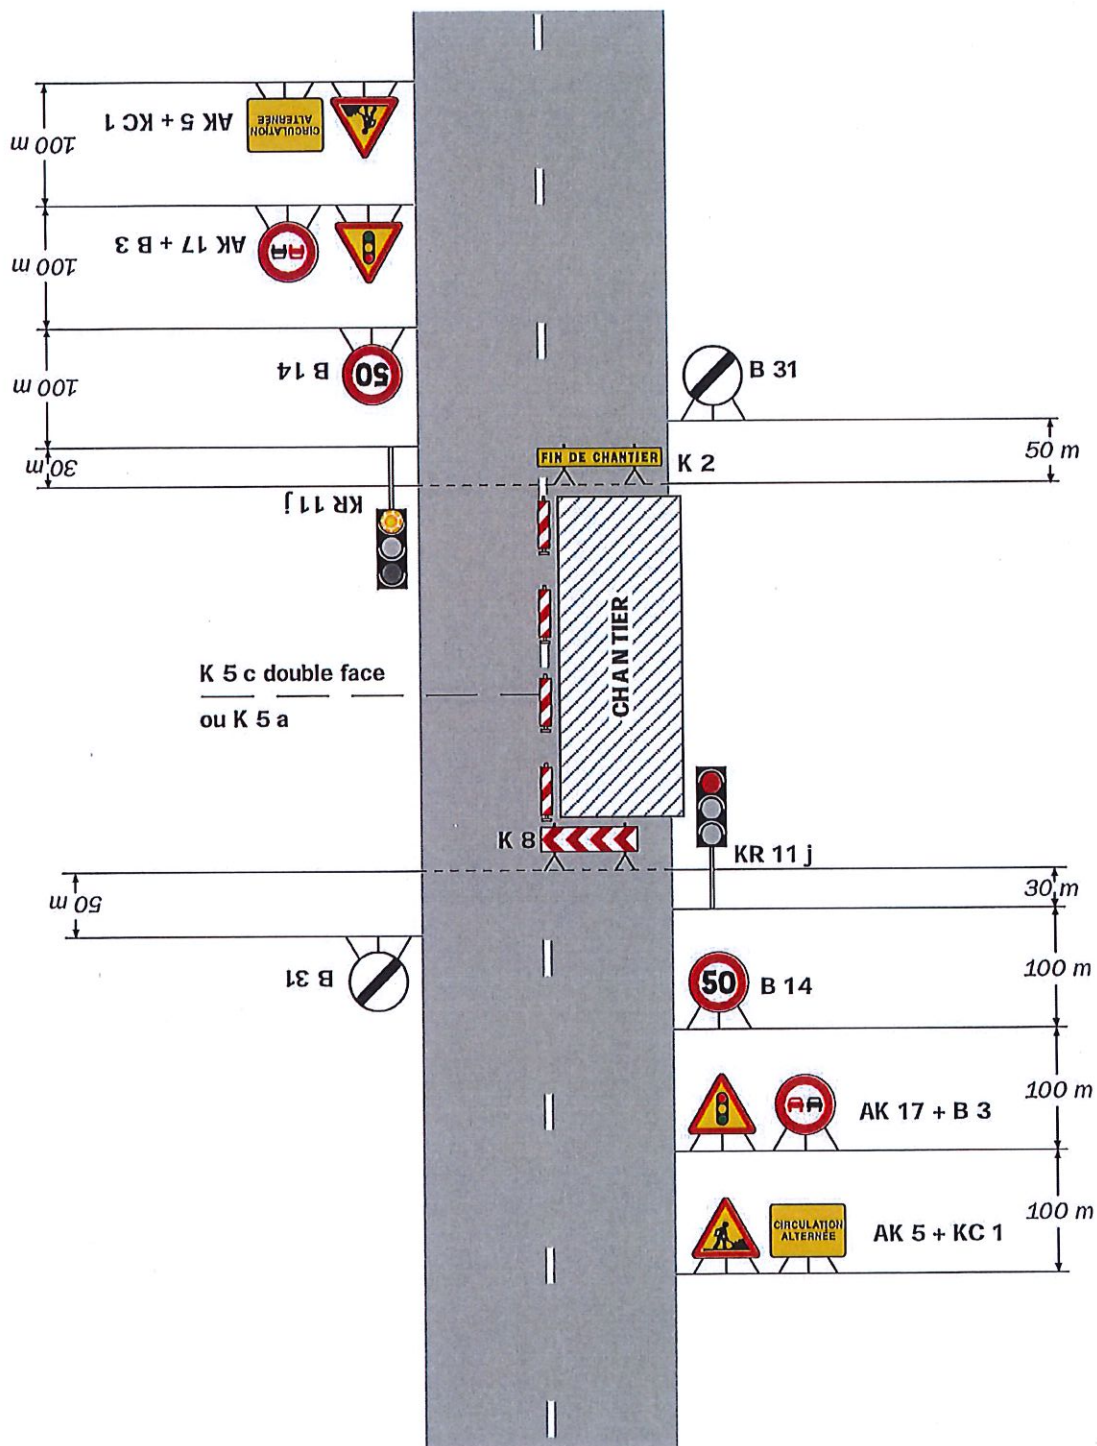 100 m
AK 5 + KC 1
CIRCULATION
ALTERNÉE
100 m
AK 17 + B 3
100 m
B 14
50
B 31
30 m
FIN DE CHANTIER
K 2
50 m
KR 11 j
CHANTIER
K 5 c double face
ou K 5 a
K 8
KR 11 j
50 m
30 m
B 31
50
B 14
100 m
AK 17 + B 3
100 m
CIRCULATION
ALTERNÉE
AK 5 + KC 1
100 m